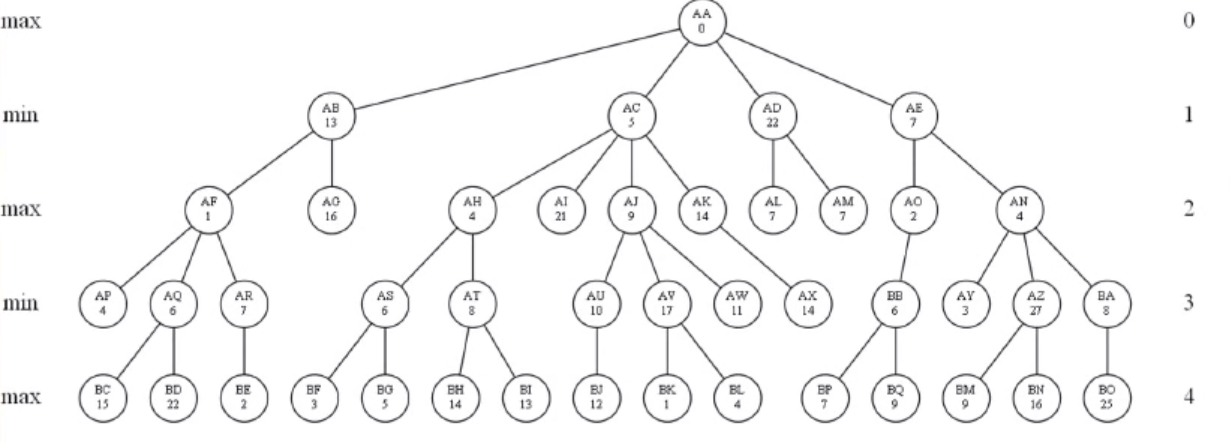 max
AA
0
0
min
AB
13
AC
5
AD
22
AE
7
1
max
AF
1
AG
16
AH
4
AI
21
AJ
9
AK
14
AL
7
AM
7
AO
2
AN
4
2
min
AP
4
AQ
6
AR
7
AS
6
AT
8
AU
10
AV
17
AW
11
AX
14
BB
6
AY
3
AZ
27
BA
8
3
max
BC
15
BD
22
BE
2
BF
3
BG
5
BH
14
BI
13
BJ
12
BK
1
BL
4
BP
7
BQ
9
BM
9
BN
16
BO
25
4